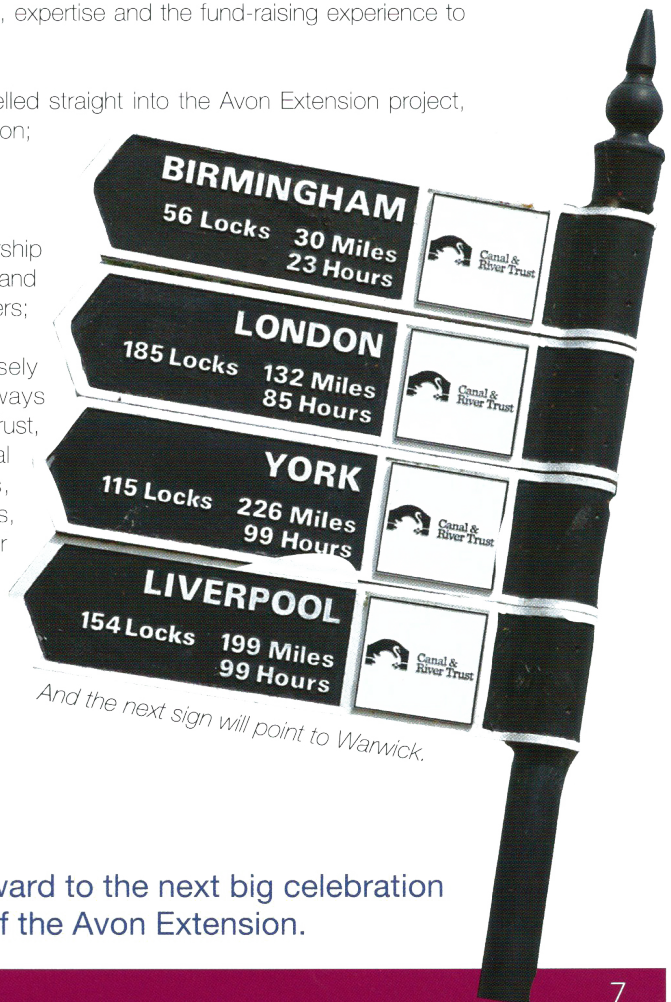 , expertise and the fund-raising experience to
elled straight into the Avon Extension project,
on;
rship
and
ers;
sely
ways
rust,
al
s,
s,
r
BIRMINGHAM
56 Locks 30 Miles
23 Hours
Canal &
River Trust
LONDON
185 Locks 132 Miles
85 Hours
Canal &
River Trust
YORK
115 Locks 226 Miles
99 Hours
Canal &
River Trust
LIVERPOOL
154 Locks 199 Miles
99 Hours
Canal &
River Trust
And the next sign will point to Warwick.
ward to the next big celebration
f the Avon Extension.
7